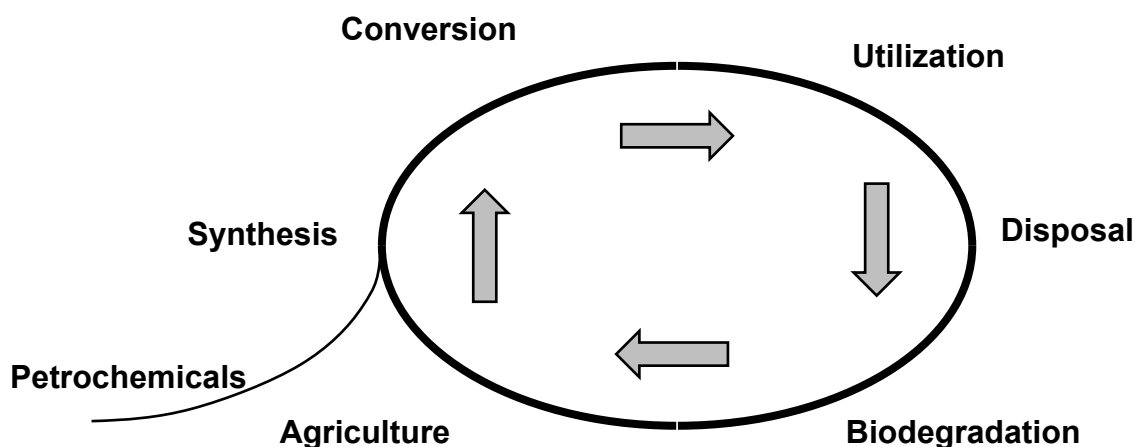 Conversion
Utilization
Synthesis
Disposal
Petrochemicals
Agriculture
Biodegradation